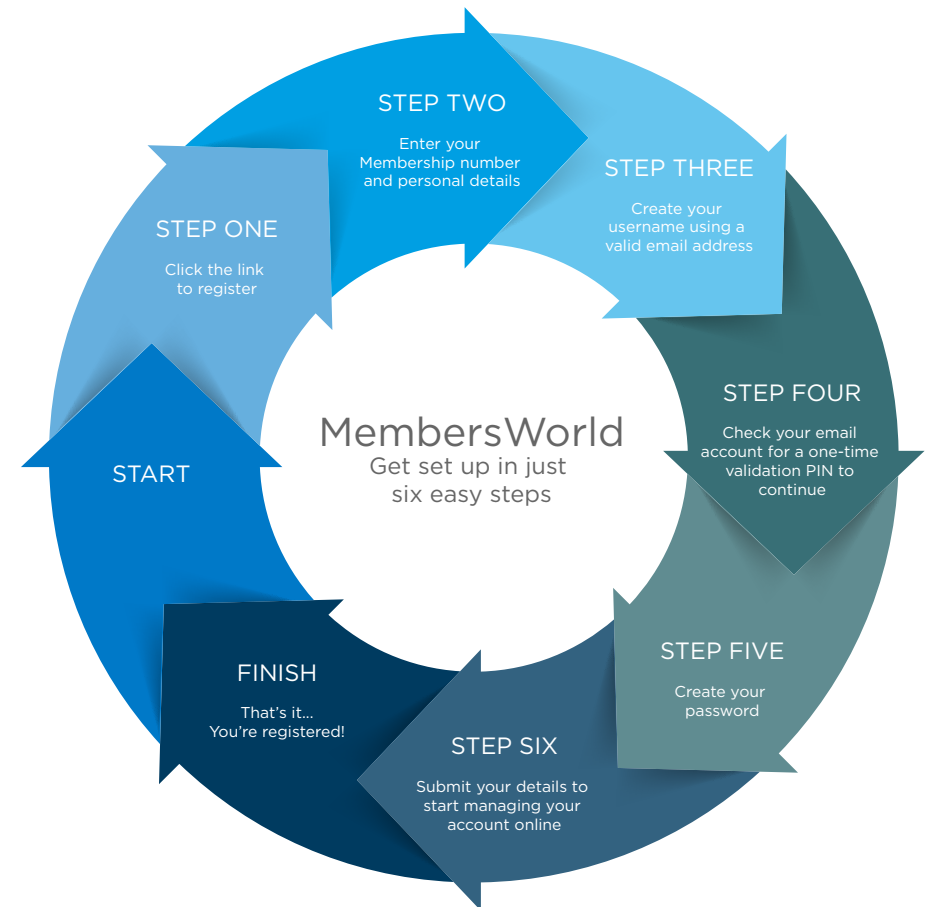 MembersWorld
Get set up in just
six easy steps
START
STEP ONE
Click the link
to register
STEP TWO
Enter your
Membership number
and personal details
STEP THREE
Create your
username using a
valid email address
STEP FOUR
Check your email
account for a one-time
validation PIN to
continue
STEP FIVE
Create your
password
STEP SIX
Submit your details to
start managing your
account online
FINISH
That’s it...
You’re registered!